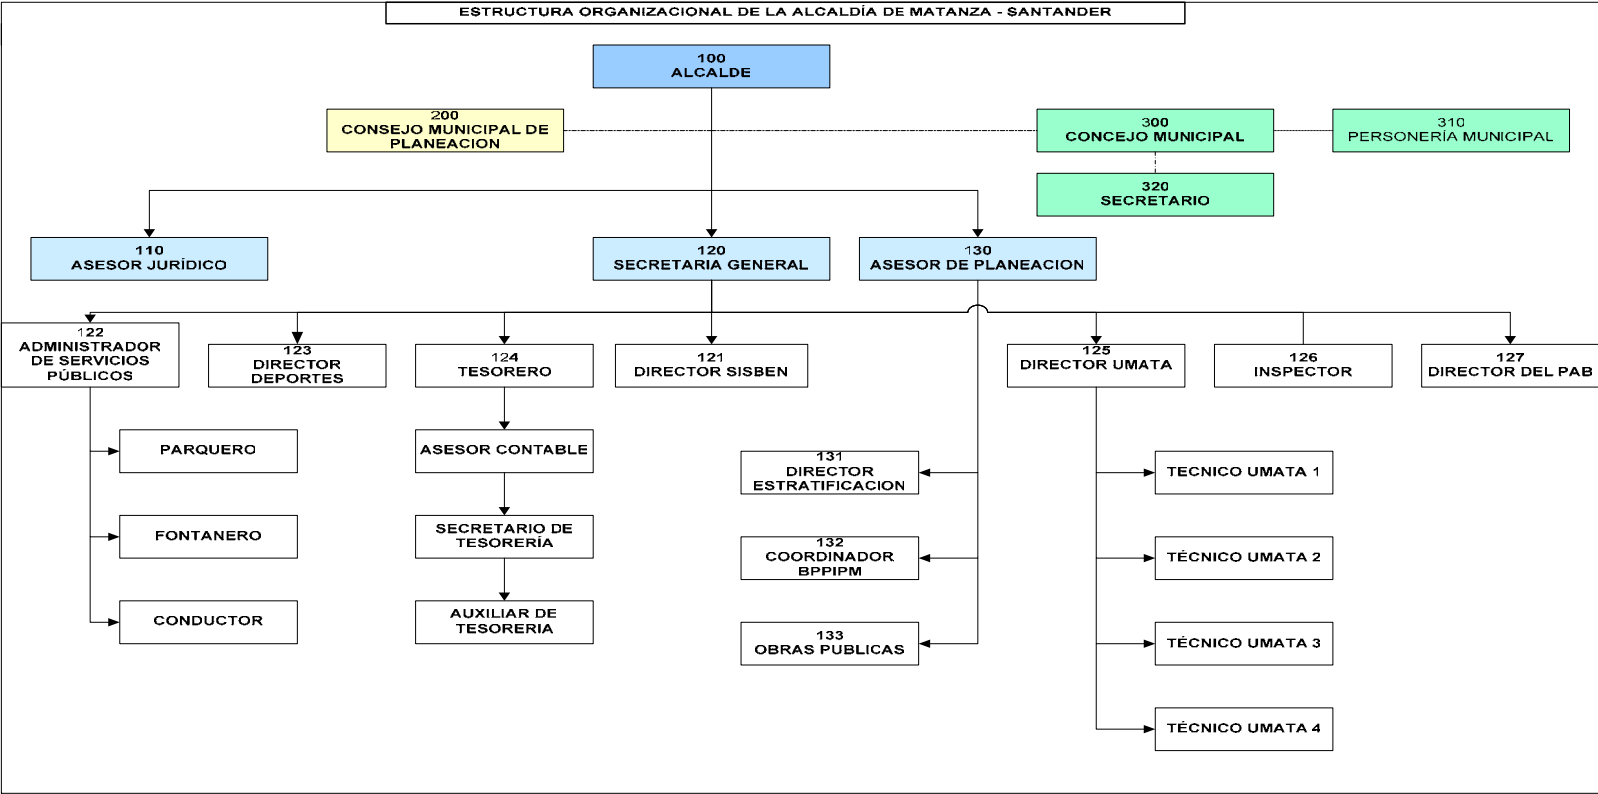 ESTRUCTURA ORGANIZACIONAL DE LA ALCALDÍA DE MATANZA - SANTANDER
100
ALCALDE
200
CONSEJO MUNICIPAL DE
PLANEACION
300
CONCEJO MUNICIPAL
310
PERSONERÍA MUNICIPAL
320
SECRETARIO
110
ASESOR JURÍDICO
120
SECRETARIA GENERAL
130
ASESOR DE PLANEACION
122
ADMINISTRADOR
DE SERVICIOS
PÚBLICOS
123
DIRECTOR
DEPORTES
124
TESORERO
121
DIRECTOR SISBEN
125
DIRECTOR UMATA
126
INSPECTOR
127
DIRECTOR DEL PAB
PARQUERO
FONTANERO
CONDUCTOR
ASESOR CONTABLE
SECRETARIO DE
TESORERÍA
AUXILIAR DE
TESORERIA
131
DIRECTOR
ESTRATIFICACION
132
COORDINADOR
BPPIPM
133
OBRAS PUBLICAS
TECNICO UMATA 1
TÉCNICO UMATA 2
TÉCNICO UMATA 3
TÉCNICO UMATA 4